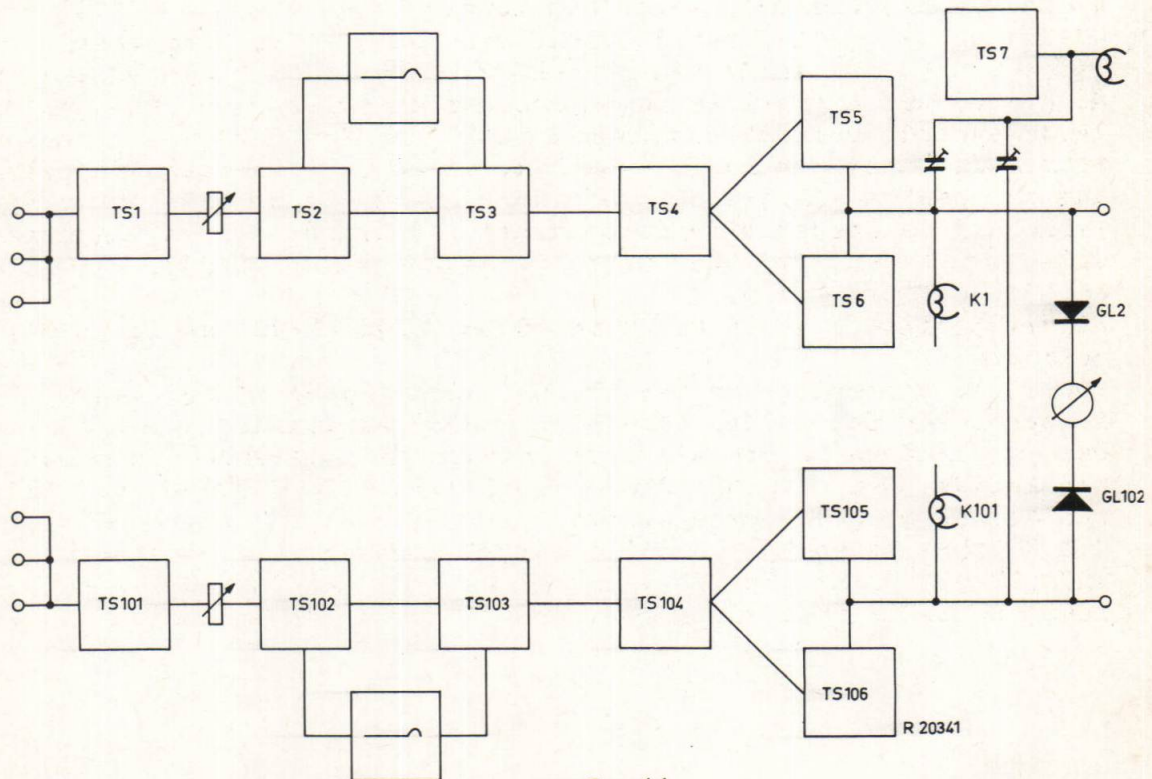 TS7
TS5
TS1
TS2
TS3
TS4
TS6
K1
GL2
TS105
K101
GL102
TS101
TS102
TS103
TS104
TS106
R 20341